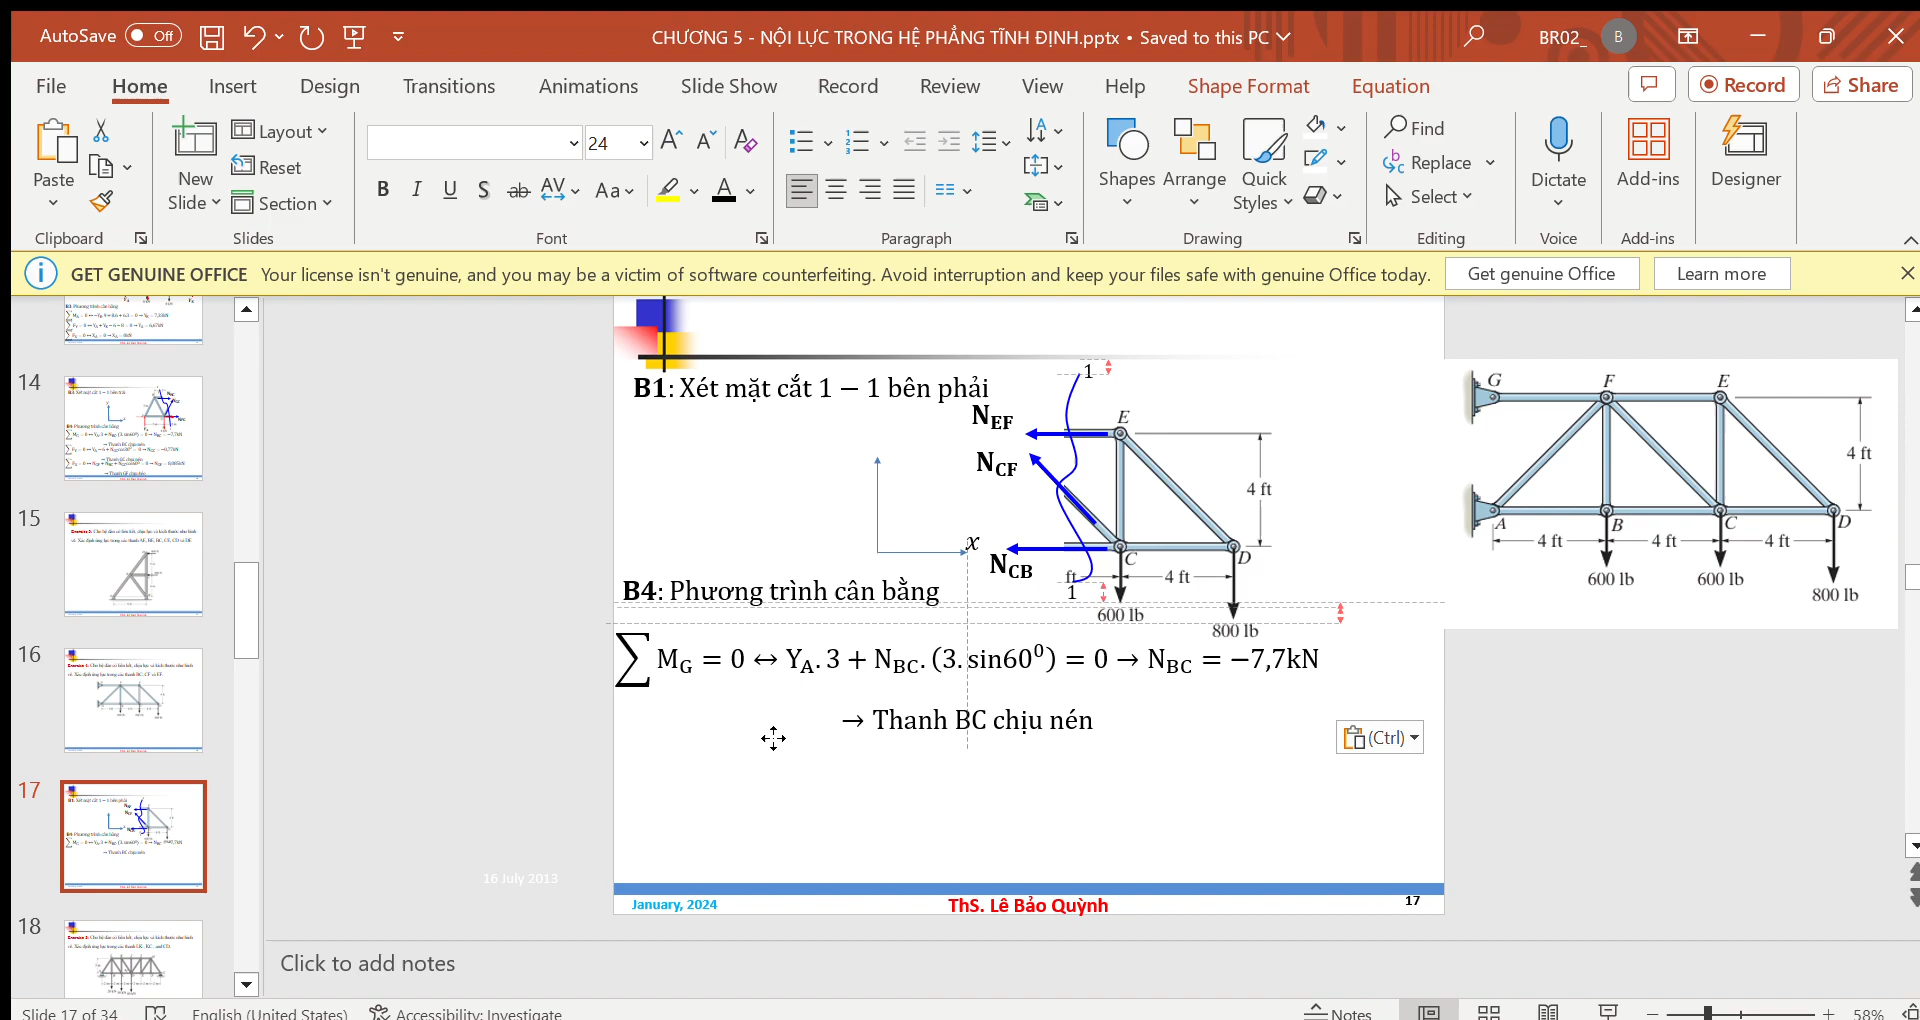 AutoSave Off
CHƯƠNG 5 - NỘI LỰC TRONG HỆ PHẲNG TĨNH ĐỊNH.pptx • Saved to this PC
BR02_ B
File Home Insert Design Transitions Animations Slide Show Record Review View Help Shape Format Equation Record Share
Paste
Clipboard
New Slide
Layout
Reset
Section
Slides
24
B I U S ab AV Aa A
Font
Paragraph
Shapes Arrange Quick Styles
Drawing
Find
Replace
Select
Editing
Dictate
Voice
Add-ins
Add-ins
Designer
GET GENUINE OFFICE Your license isn't genuine, and you may be a victim of software counterfeiting. Avoid interruption and keep your files safe with genuine Office today. Get genuine Office Learn more
14
15
16
17
18
B1: Xét mặt cắt 1 − 1 bên phải
1
N_EF
E
N_CF
4 ft
x
N_CB
C
D
ft
4 ft
1
600 lb
800 lb
B4: Phương trình cân bằng
∑ M_G = 0 ↔ Y_A. 3 + N_BC. (3. sin60⁰) = 0 → N_BC = −7,7kN
→ Thanh BC chịu nén
(Ctrl)
G F E
4 ft
A B C D
4 ft 4 ft 4 ft
600 lb 600 lb 800 lb
16 July 2013
January, 2024 ThS. Lê Bảo Quỳnh 17
Click to add notes
Slide 17 of 34 English (United States) Accessibility: Investigate Notes 58%